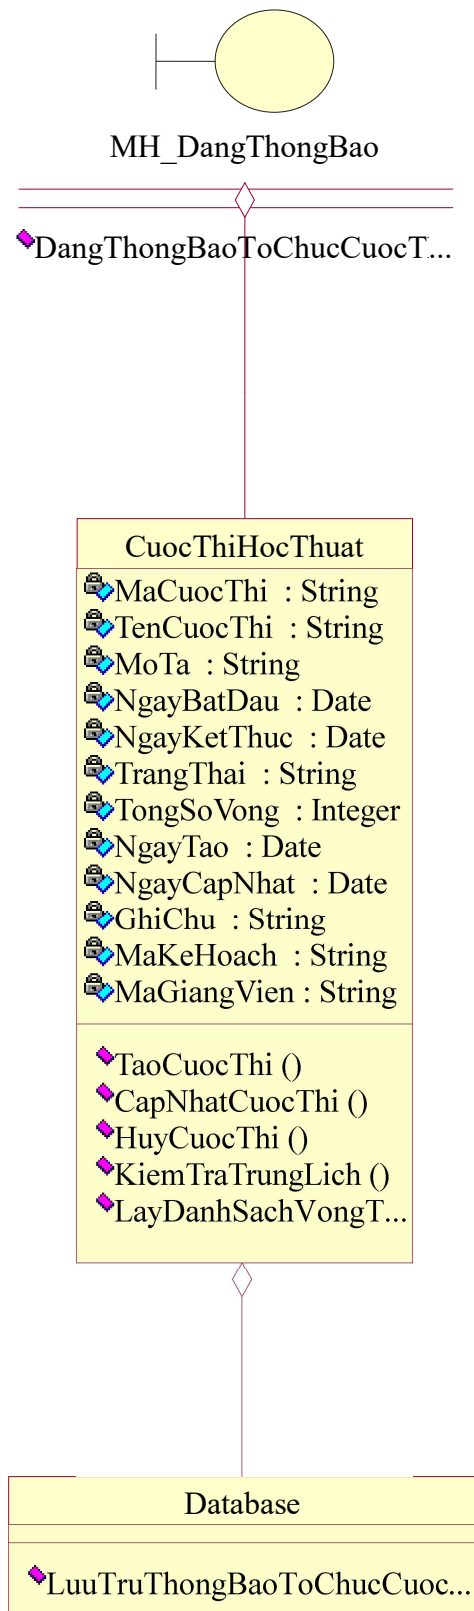 MH_DangThongBao
DangThongBaoToChucCuocT...
CuocThiHocThuat
MaCuocThi : String
TenCuocThi : String
MoTa : String
NgayBatDau : Date
NgayKetThuc : Date
TrangThai : String
TongSoVong : Integer
NgayTao : Date
NgayCapNhat : Date
GhiChu : String
MaKeHoach : String
MaGiangVien : String
TaoCuocThi ()
CapNhatCuocThi ()
HuyCuocThi ()
KiemTraTrungLich ()
LayDanhSachVongT...
Database
LuuTruThongBaoToChucCuoc...